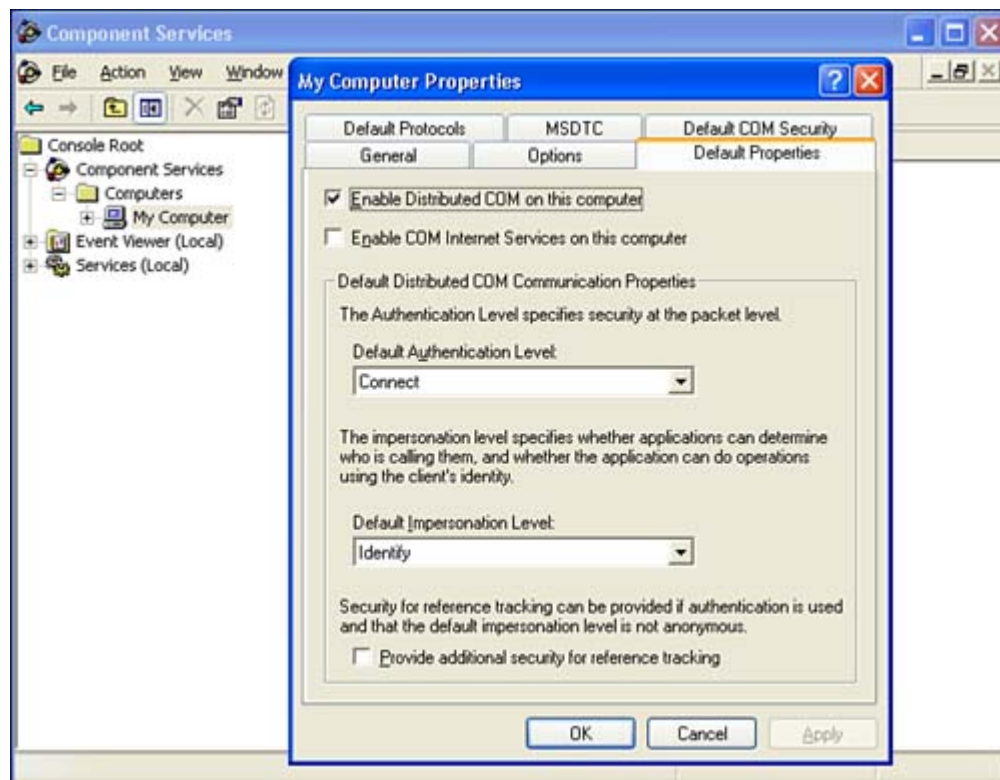 Component Services
File Action View Window
Console Root
Component Services
Computers
My Computer
Event Viewer (Local)
Services (Local)
My Computer Properties
Default Protocols MSDTC Default COM Security
General Options Default Properties
Enable Distributed COM on this computer
Enable COM Internet Services on this computer
Default Distributed COM Communication Properties
The Authentication Level specifies security at the packet level.
Default Authentication Level:
Connect
The impersonation level specifies whether applications can determine
who is calling them, and whether the application can do operations
using the client's identity.
Default Impersonation Level:
Identify
Security for reference tracking can be provided if authentication is used
and that the default impersonation level is not anonymous.
Provide additional security for reference tracking
OK Cancel Apply